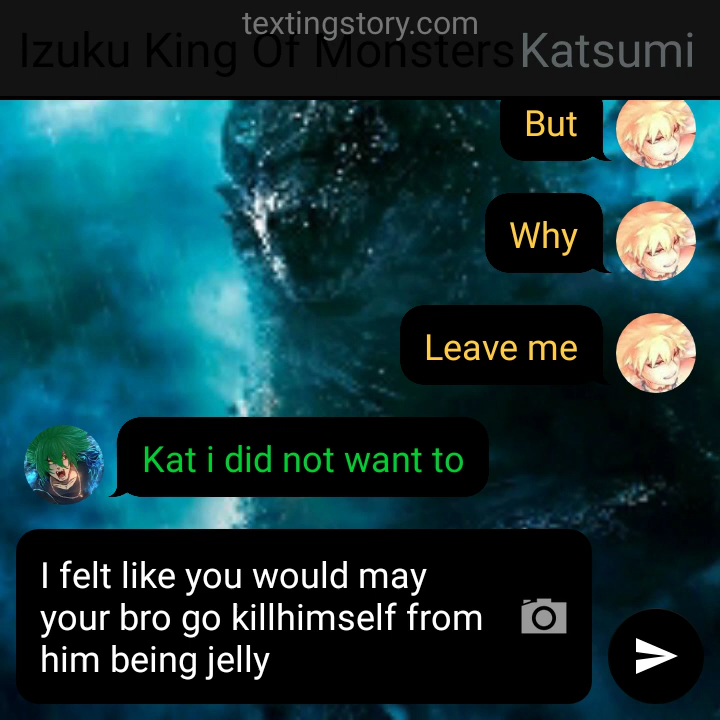 textingstory.com
Izuku King Of Monsters Katsumi
But
Why
Leave me
Kat i did not want to
I felt like you would may
your bro go killhimself from
him being jelly